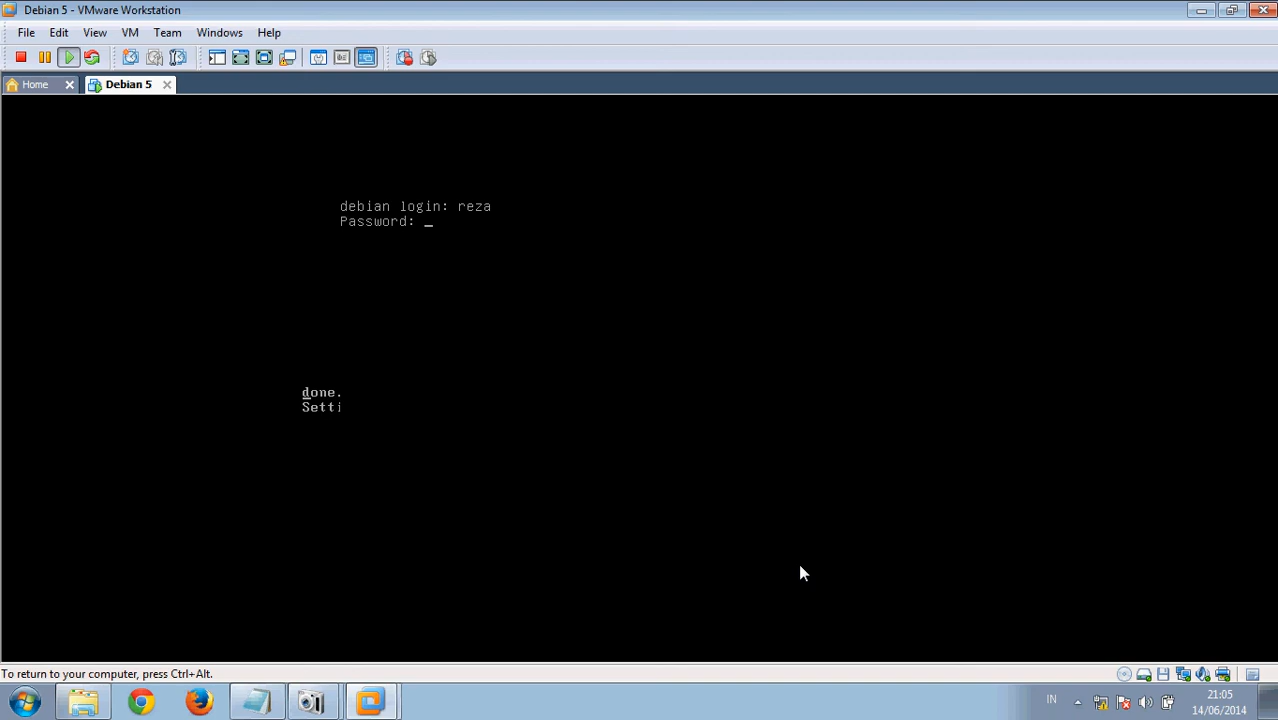 Debian 5 - VMware Workstation
File Edit View VM Team Windows Help
Home Debian 5
debian login: reza
Password: _
done.
Setti
To return to your computer, press Ctrl+Alt.
IN
21:05
14/06/2014